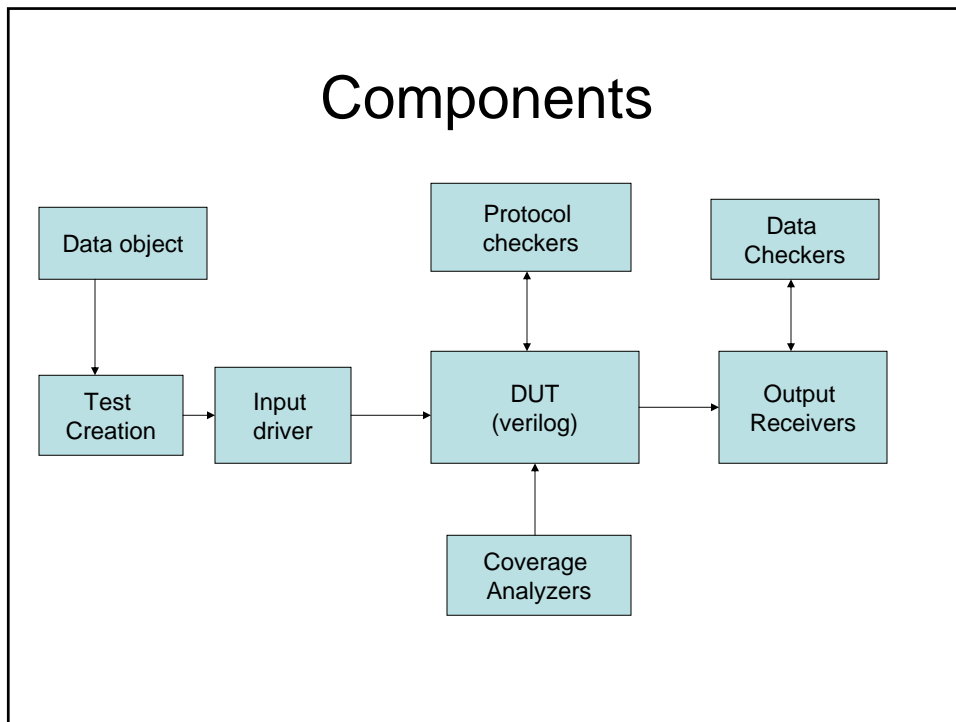 Components
Data object
Protocol
checkers
Data
Checkers
Test
Creation
Input
driver
DUT
(verilog)
Output
Receivers
Coverage
Analyzers